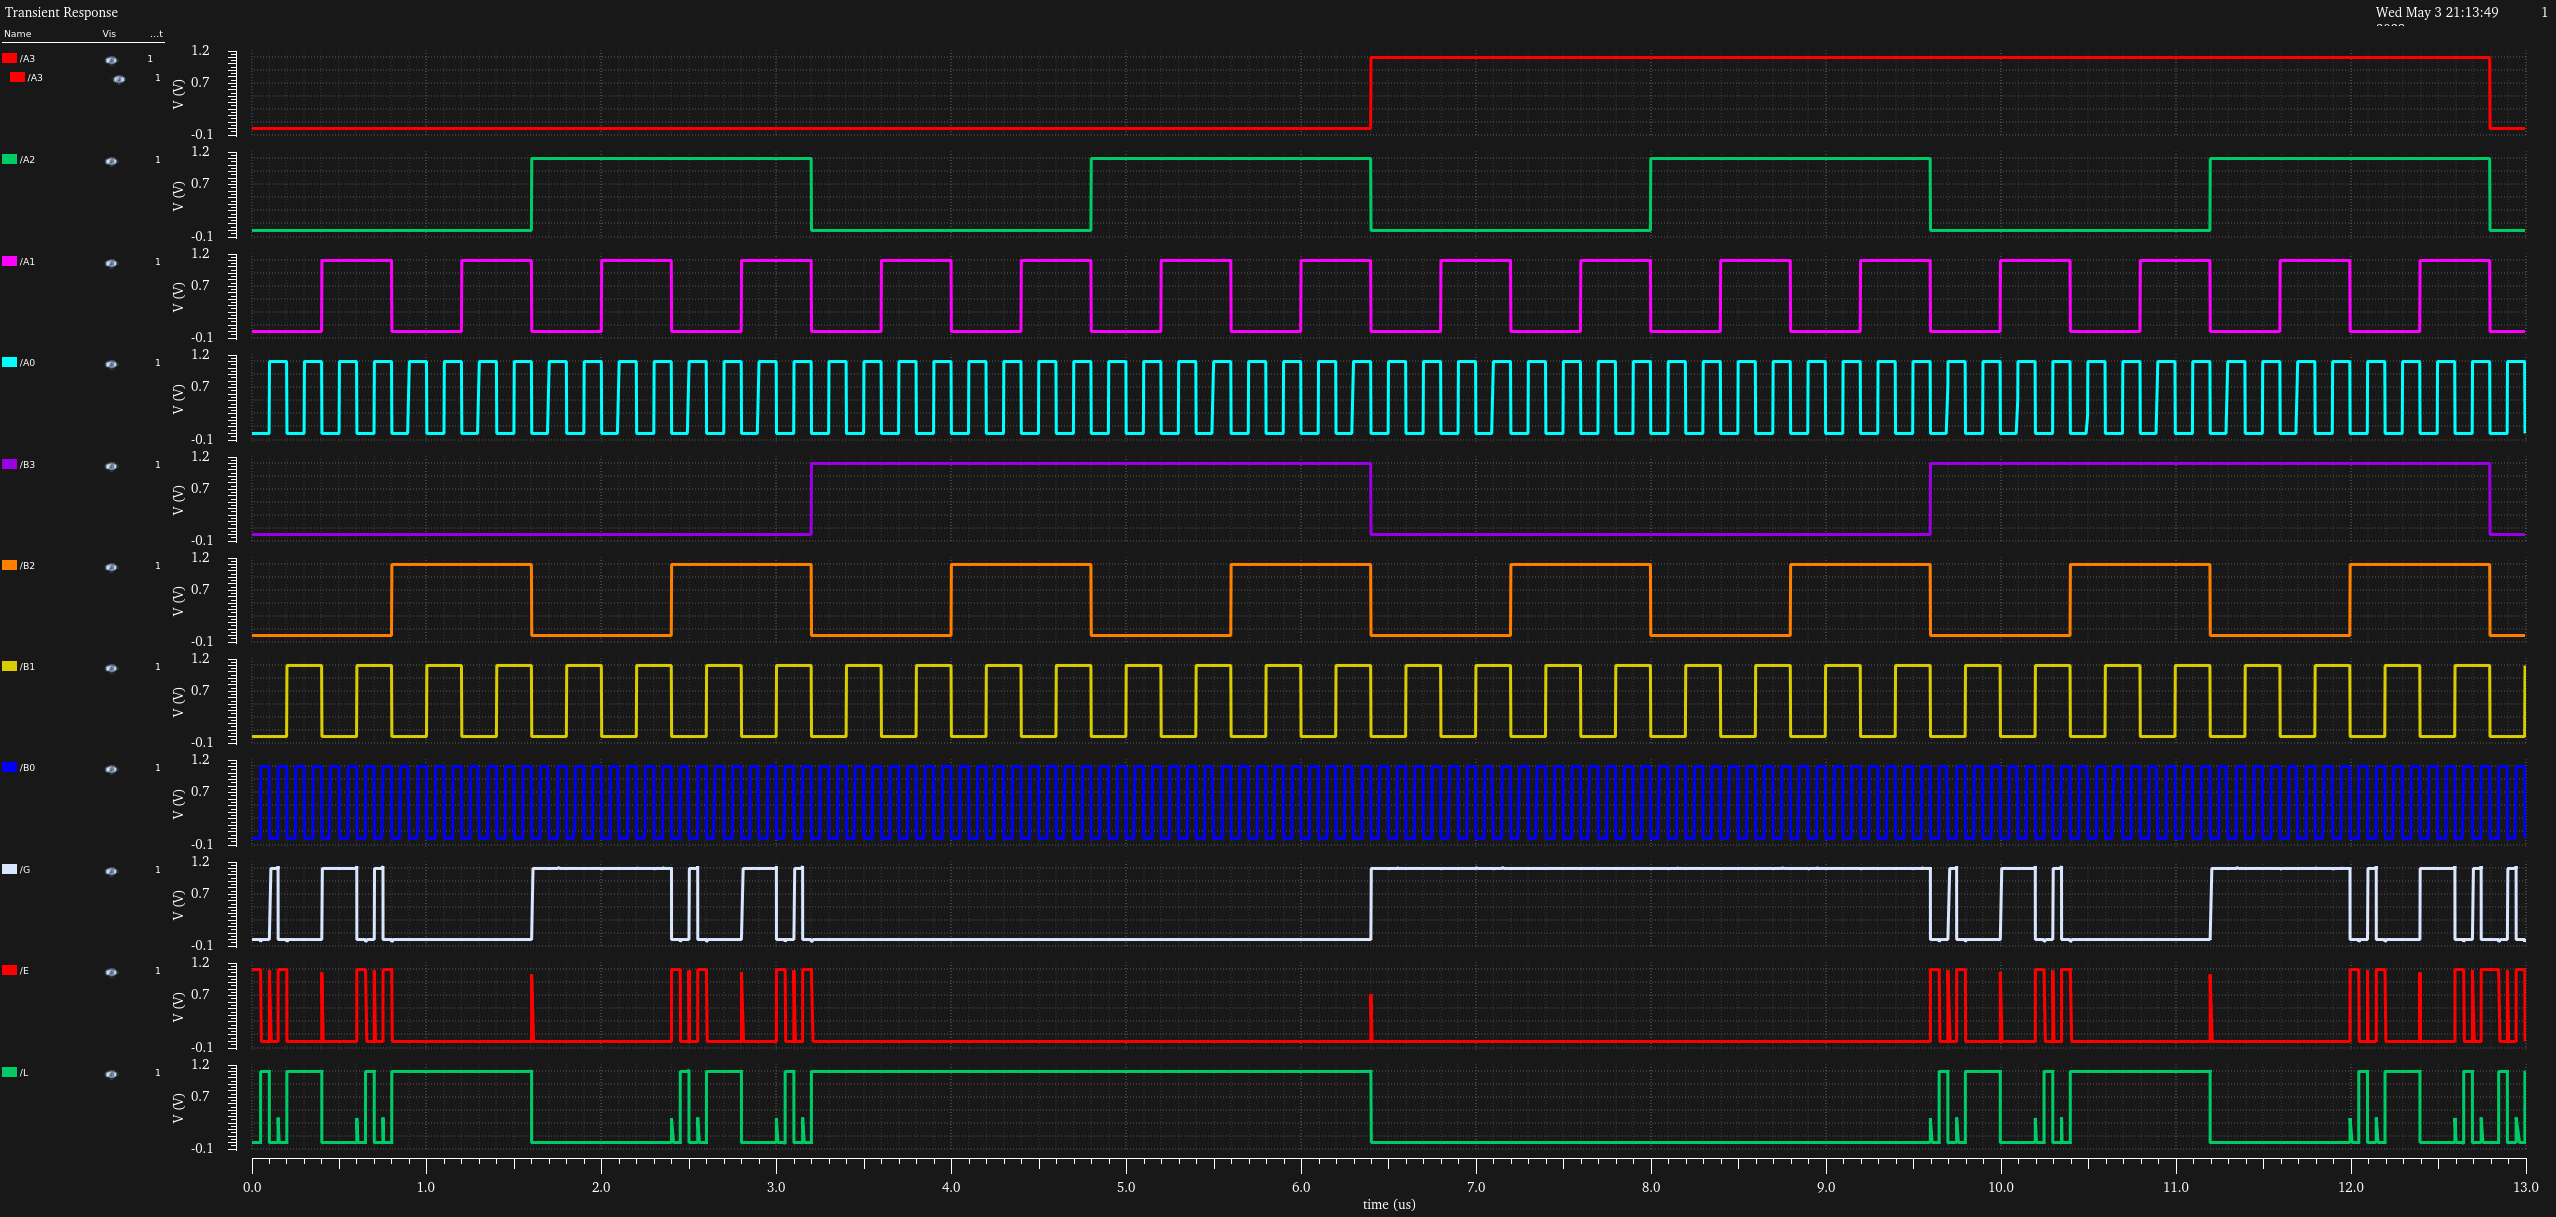 Transient Response
Wed May 3 21:13:49 1
Name Vis ...t
/A3 1
/A3 1
1.2
0.7
-0.1
V (V)
/A2 1
1.2
0.7
-0.1
V (V)
/A1 1
1.2
0.7
-0.1
V (V)
/A0 1
1.2
0.7
-0.1
V (V)
/B3 1
1.2
0.7
-0.1
V (V)
/B2 1
1.2
0.7
-0.1
V (V)
/B1 1
1.2
0.7
-0.1
V (V)
/B0 1
1.2
0.7
-0.1
V (V)
/G 1
1.2
0.7
-0.1
V (V)
/E 1
1.2
0.7
-0.1
V (V)
/L 1
1.2
0.7
-0.1
V (V)
0.0 1.0 2.0 3.0 4.0 5.0 6.0 7.0 8.0 9.0 10.0 11.0 12.0 13.0
time (us)